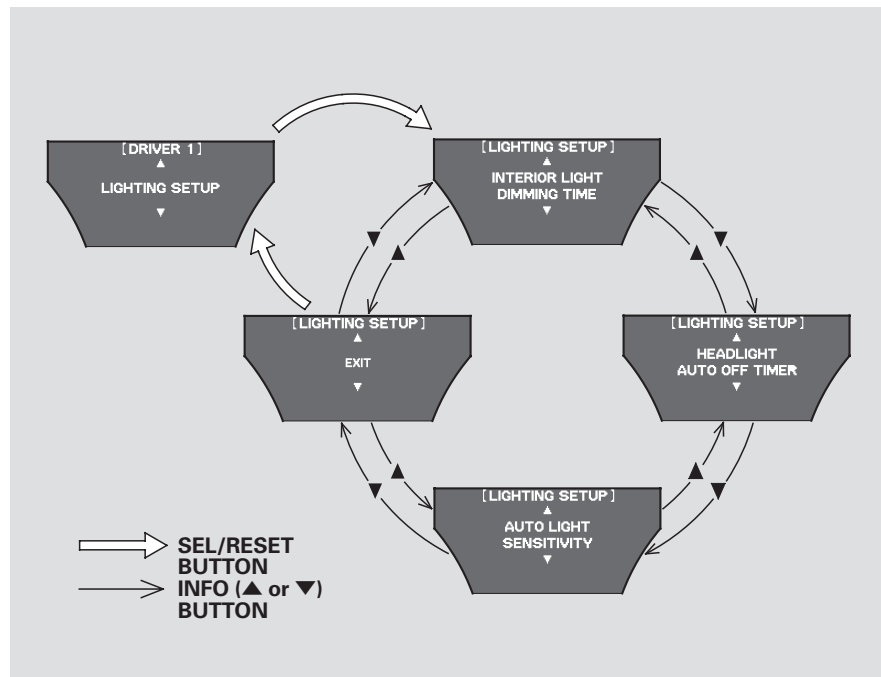 [DRIVER 1]
▲
LIGHTING SETUP
▼
[LIGHTING SETUP]
▲
INTERIOR LIGHT
DIMMING TIME
▼
▼
▲
▼
▲
[LIGHTING SETUP]
▲
EXIT
▼
[LIGHTING SETUP]
▲
HEADLIGHT
AUTO OFF TIMER
▼
▲
▼
▲
▼
[LIGHTING SETUP]
▲
AUTO LIGHT
SENSITIVITY
▼
SEL/RESET
BUTTON
INFO (▲ or ▼)
BUTTON